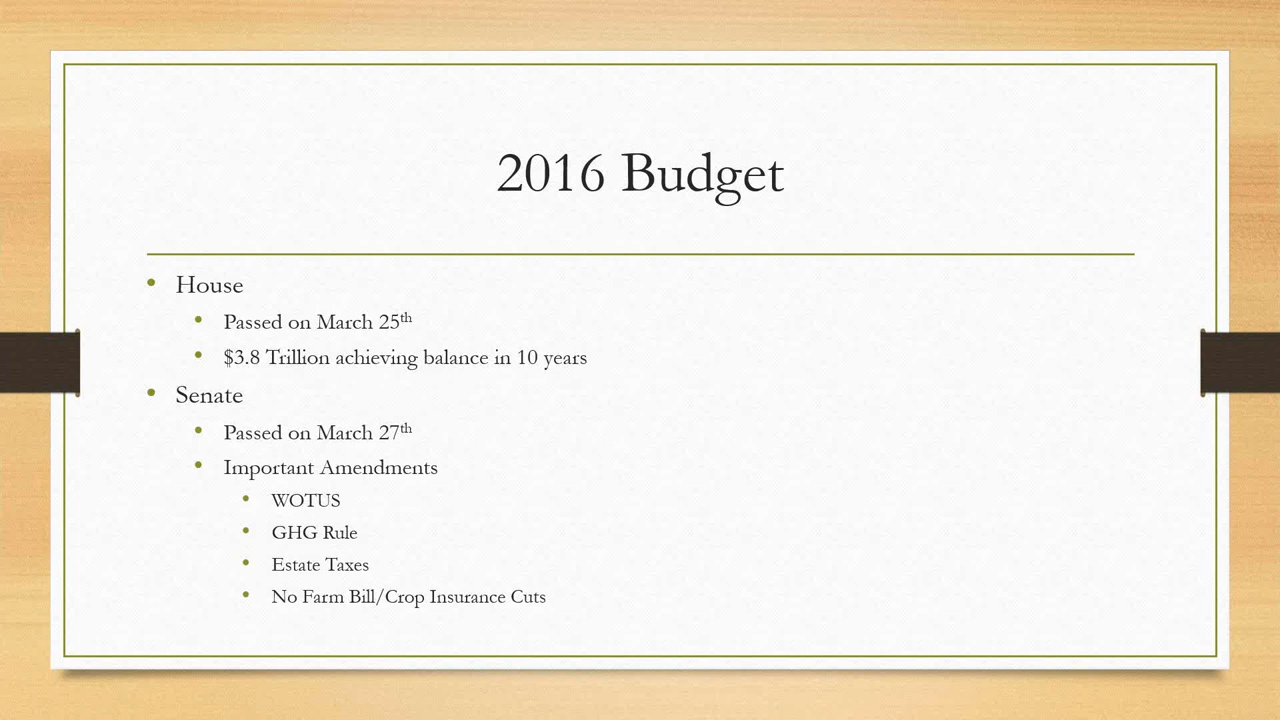 2016 Budget
• House
• Passed on March 25th
• $3.8 Trillion achieving balance in 10 years
• Senate
• Passed on March 27th
• Important Amendments
• WOTUS
• GHG Rule
• Estate Taxes
• No Farm Bill/Crop Insurance Cuts